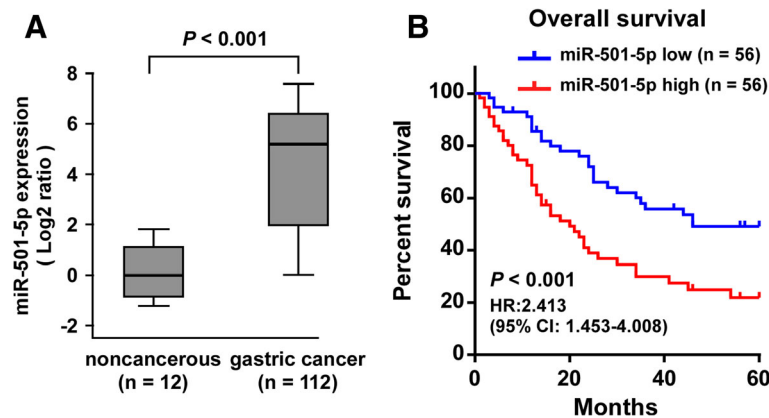 A
P < 0.001
miR-501-5p expression
( Log2 ratio )
8
6
4
2
0
-2
noncancerous
(n = 12)
gastric cancer
(n = 112)
B
Overall survival
miR-501-5p low (n = 56)
miR-501-5p high (n = 56)
Percent survival
100
80
60
40
20
0
P < 0.001
HR:2.413
(95% CI: 1.453-4.008)
0
20
40
60
Months